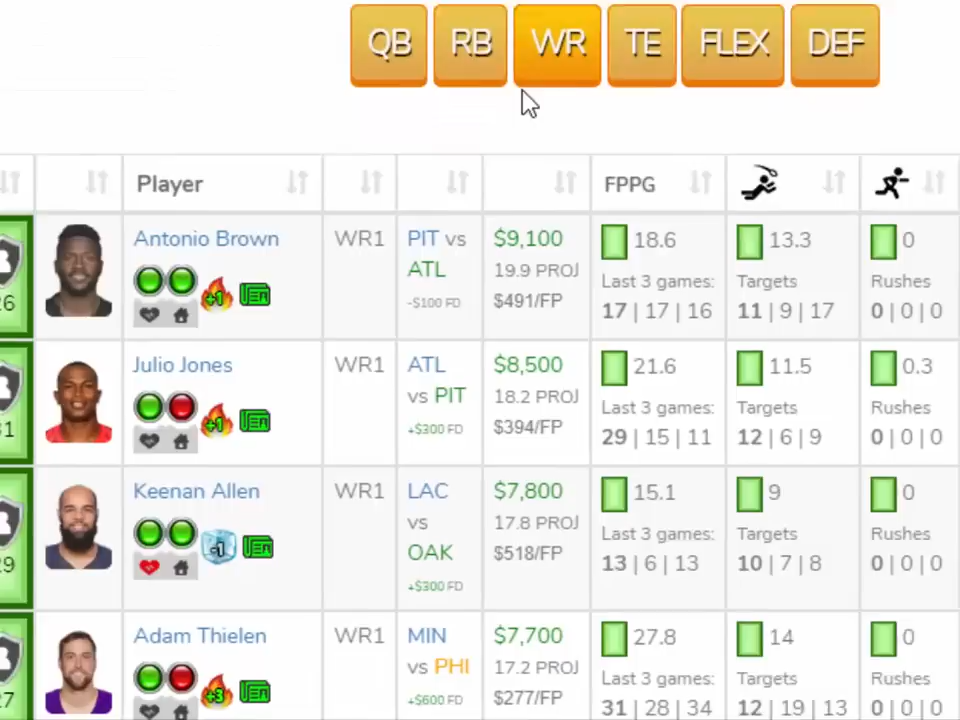 QB RB WR TE FLEX DEF
Player FPPG
Antonio Brown WR1 PIT vs $9,100 18.6 13.3 0
ATL 19.9 PROJ Last 3 games: Targets Rushes
26 +1 -$100 FD $491/FP 17 | 17 | 16 11 | 9 | 17 0 | 0 | 0
Julio Jones WR1 ATL $8,500 21.6 11.5 0.3
vs PIT 18.2 PROJ Last 3 games: Targets Rushes
31 +1 +$300 FD $394/FP 29 | 15 | 11 12 | 6 | 9 0 | 0 | 0
Keenan Allen WR1 LAC $7,800 15.1 9 0
vs 17.8 PROJ Last 3 games: Targets Rushes
29 -1 OAK $518/FP 13 | 6 | 13 10 | 7 | 8 0 | 0 | 0
+$300 FD
Adam Thielen WR1 MIN $7,700 27.8 14 0
vs PHI 17.2 PROJ Last 3 games: Targets Rushes
27 +3 +$600 FD $277/FP 31 | 28 | 34 12 | 19 | 13 0 | 0 | 0